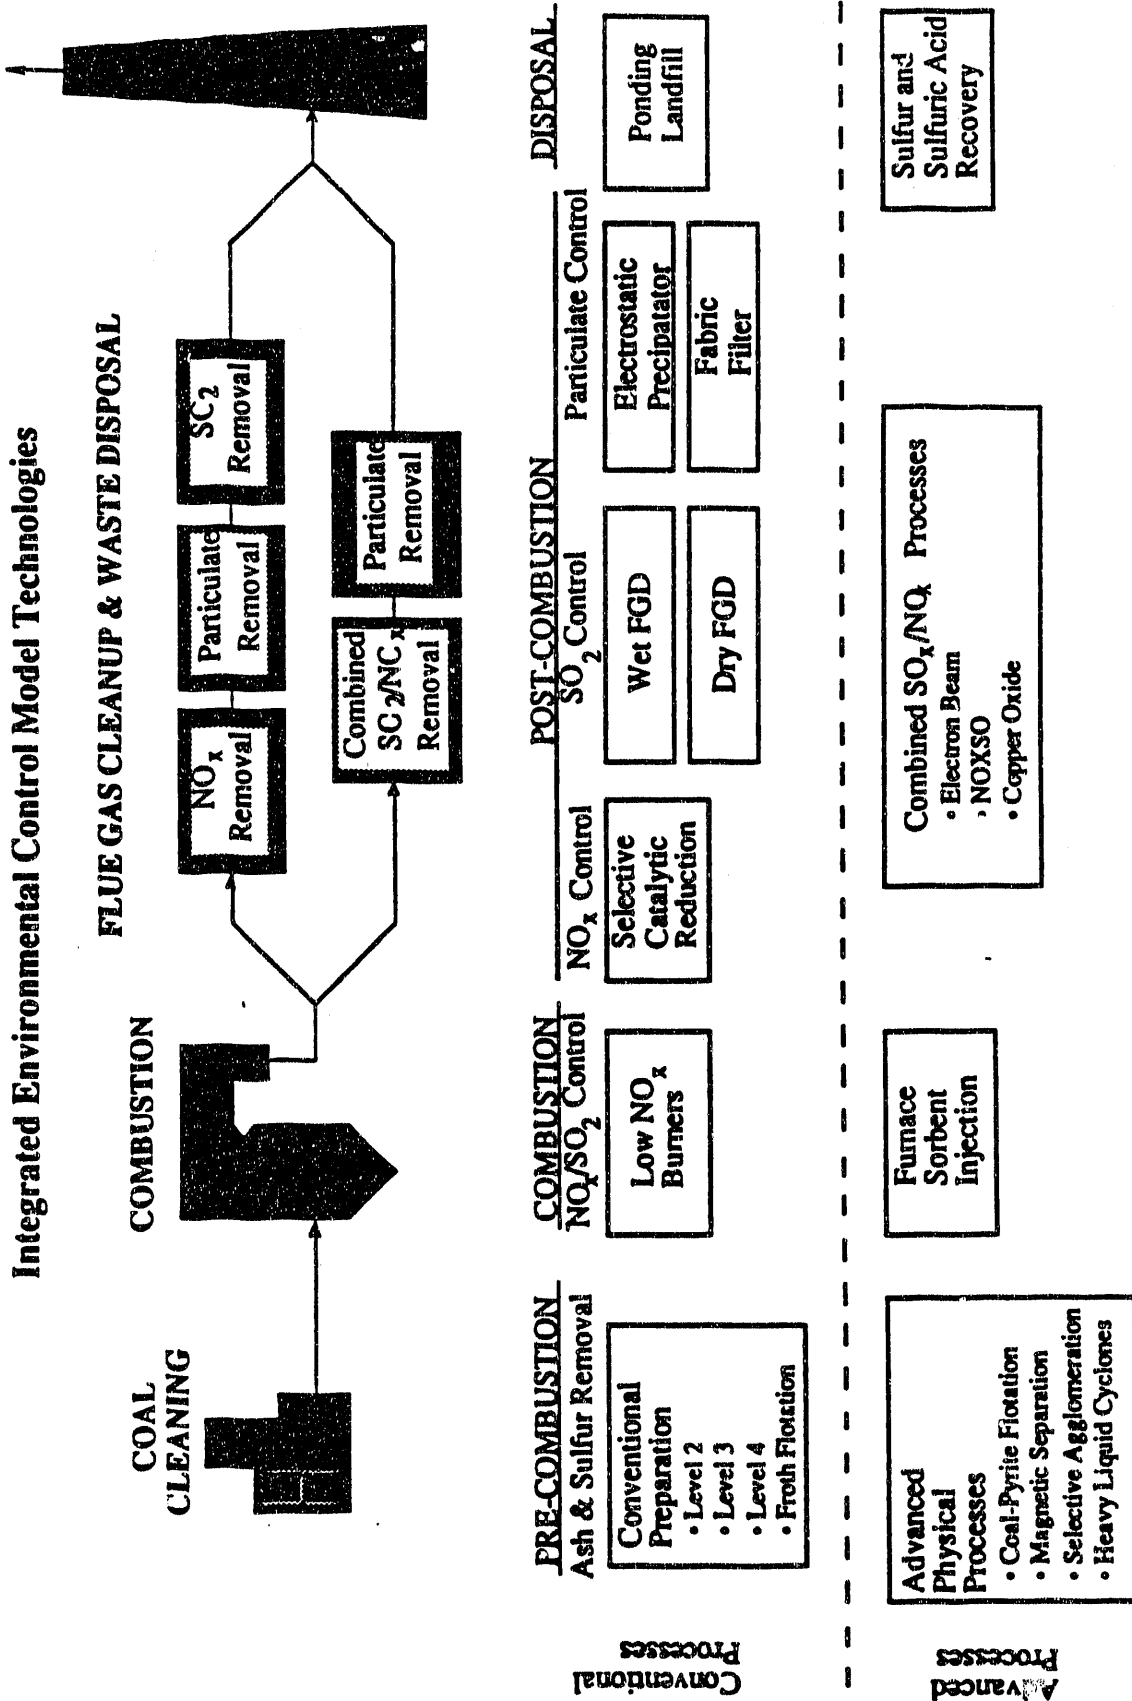 Integrated Environmental Control Model Technologies
COAL
CLEANING
COMBUSTION
FLUE GAS CLEANUP & WASTE DISPOSAL
NOx
Removal
Particulate
Removal
SC2
Removal
Combined
SC2/NCx
Removal
Particulate
Removal
PRE-COMBUSTION
Ash & Sulfur Removal
COMBUSTION
NOx/SO2 Control
POST-COMBUSTION
NOx Control
SO2 Control
Particulate Control
DISPOSAL
Conventional
Processes
Conventional
Preparation
• Level 2
• Level 3
• Level 4
• Froth Flotation
Low NOx
Burners
Selective
Catalytic
Reduction
Wet FGD
Dry FGD
Electrostatic
Precipatator
Fabric
Filter
Ponding
Landfill
Advanced
Processes
Advanced
Physical
Processes
• Coal-Pyrite Flotation
• Magnetic Separation
• Selective Agglomeration
• Heavy Liquid Cyclones
Furnace
Sorbent
Injection
Combined SOx/NOx Processes
• Electron Beam
• NOXSO
• Copper Oxide
Sulfur and
Sulfuric Acid
Recovery